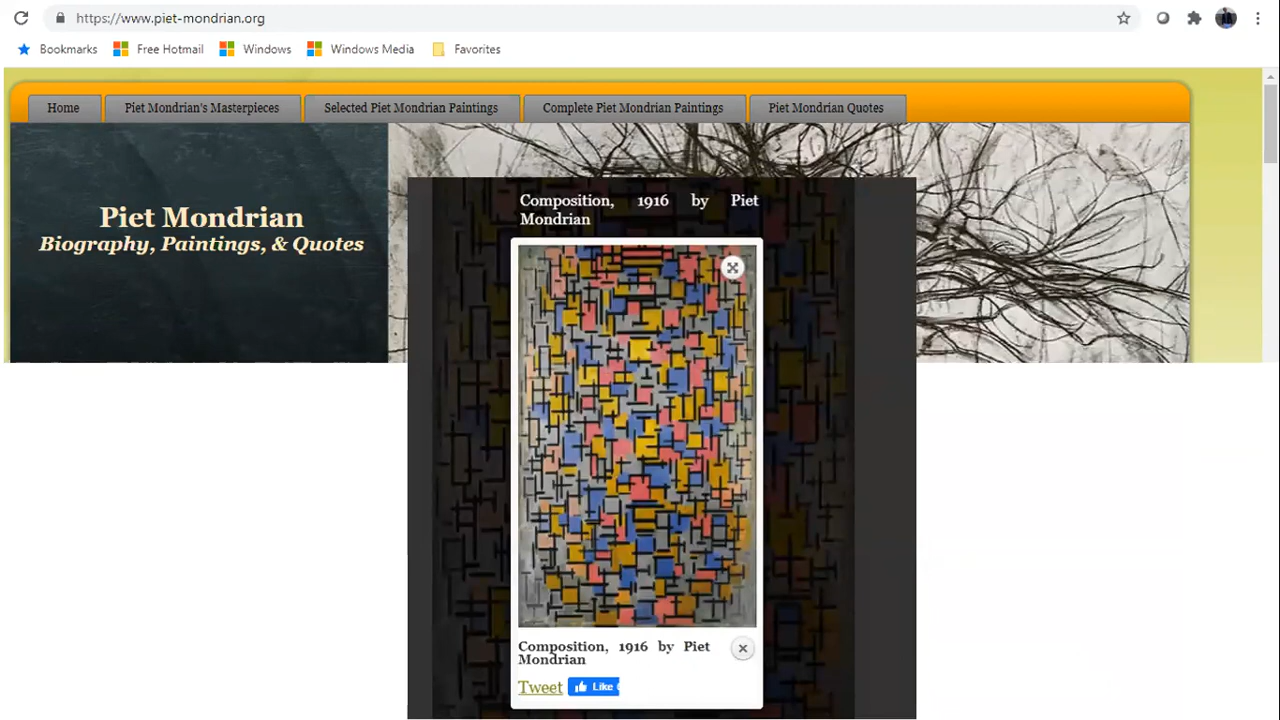 https://www.piet-mondrian.org
Bookmarks Free Hotmail Windows Windows Media Favorites
Home Piet Mondrian's Masterpieces Selected Piet Mondrian Paintings Complete Piet Mondrian Paintings Piet Mondrian Quotes
Piet Mondrian
Biography, Paintings, & Quotes
Composition, 1916 by Piet
Mondrian
Composition, 1916 by Piet
Mondrian
Tweet Like